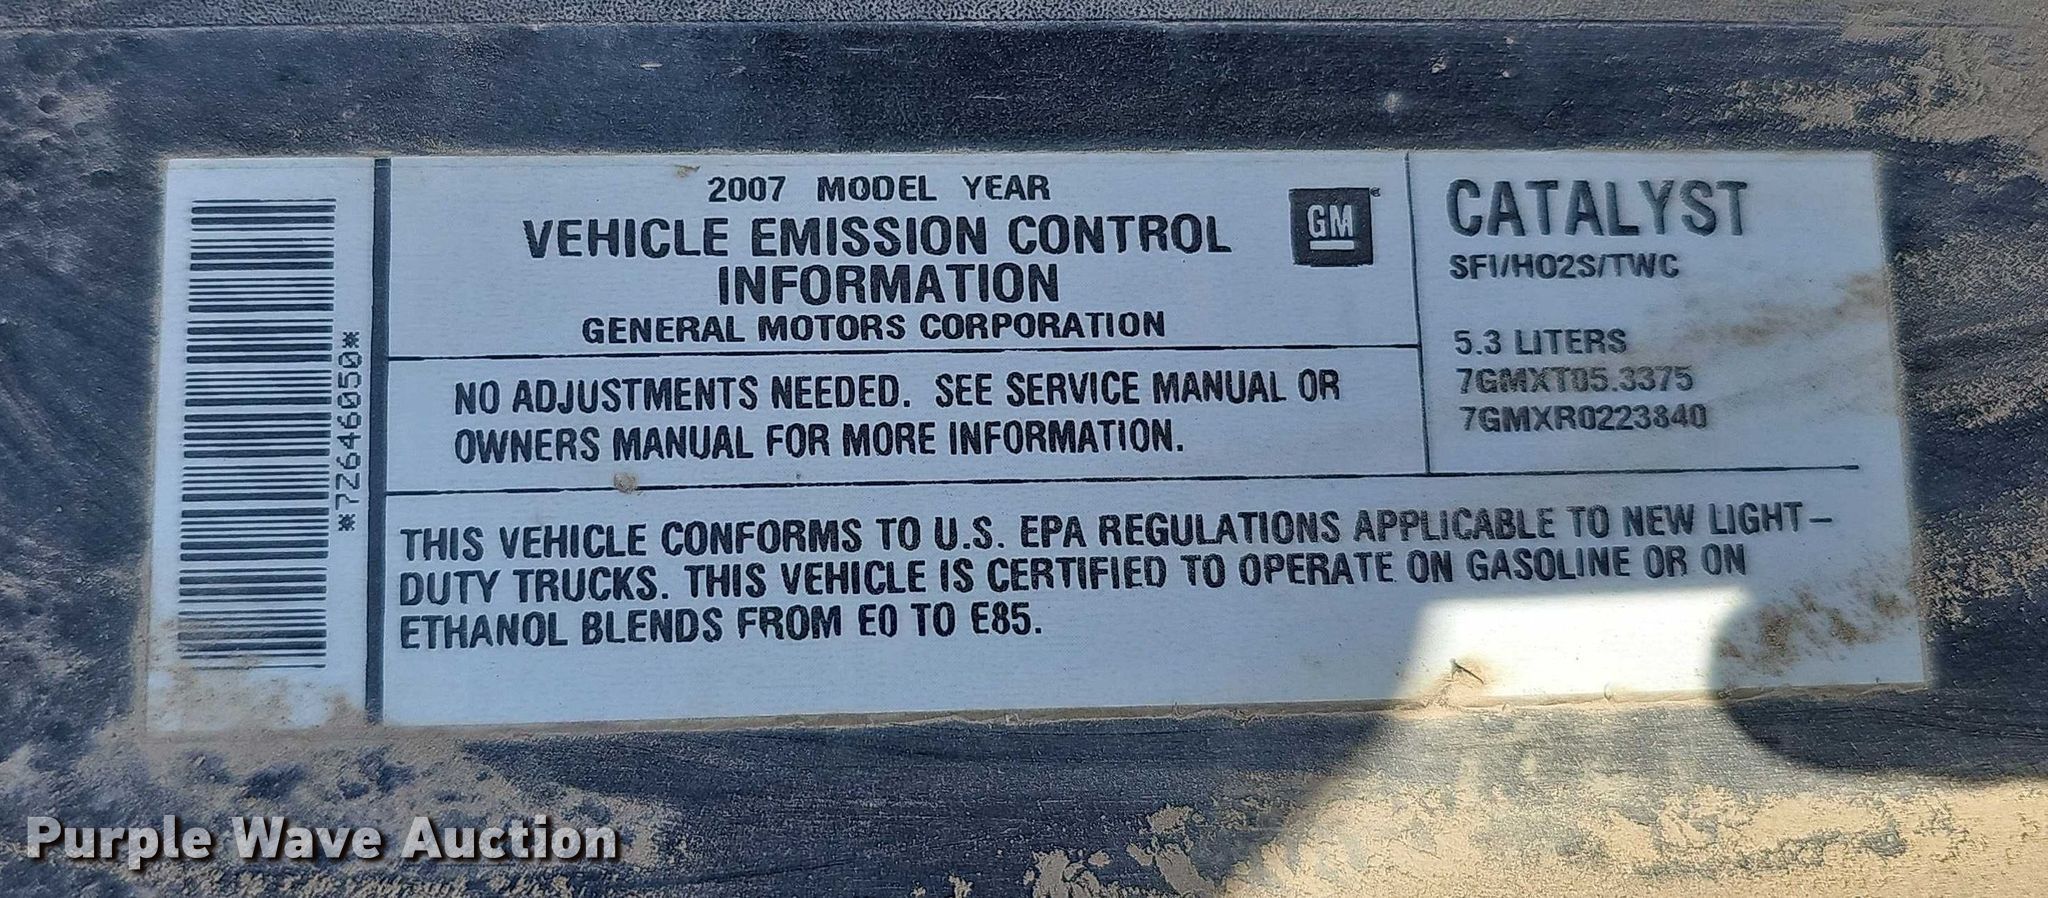 2007 MODEL YEAR
VEHICLE EMISSION CONTROL
INFORMATION
GENERAL MOTORS CORPORATION
GM
®
CATALYST
SFI/HO2S/TWC
5.3 LITERS
7GMXT05.3375
7GMXR0223840
NO ADJUSTMENTS NEEDED. SEE SERVICE MANUAL OR
OWNERS MANUAL FOR MORE INFORMATION.
THIS VEHICLE CONFORMS TO U.S. EPA REGULATIONS APPLICABLE TO NEW LIGHT-
DUTY TRUCKS. THIS VEHICLE IS CERTIFIED TO OPERATE ON GASOLINE OR ON
ETHANOL BLENDS FROM E0 TO E85.
*7Z646050*
Purple Wave Auction